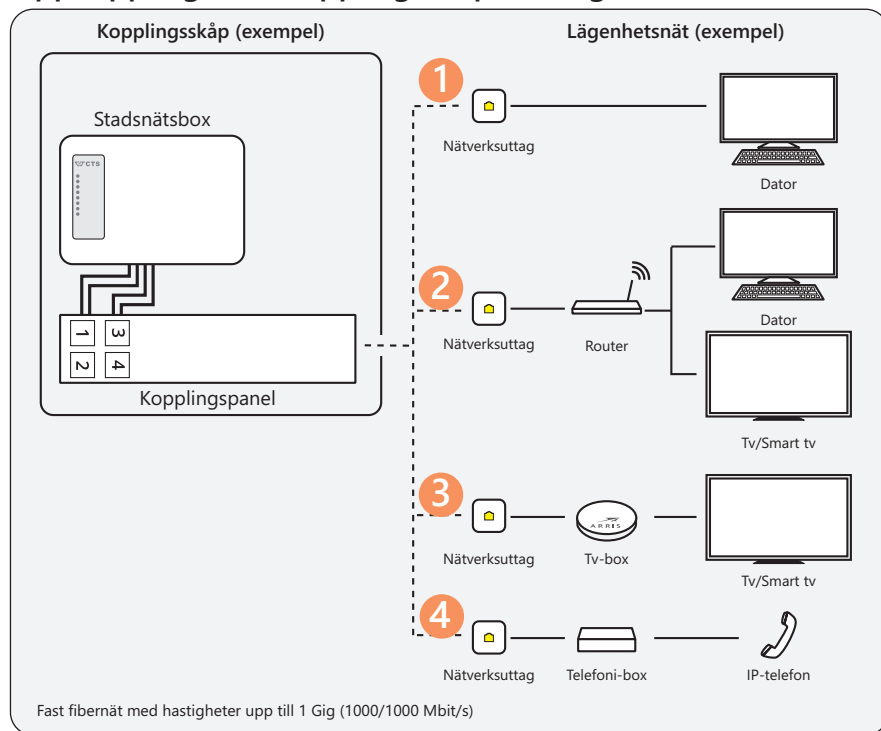 Kopplingsskåp (exempel)
Lägenhetsnät (exempel)
Stadsnätsbox
CTS
1
3
2
4
Kopplingspanel
1
Nätverksuttag
Dator
2
Nätverksuttag
Router
Dator
Tv/Smart tv
3
ARRIS
Nätverksuttag
Tv-box
Tv/Smart tv
4
Nätverksuttag
Telefoni-box
IP-telefon
Fast fibernät med hastigheter upp till 1 Gig (1000/1000 Mbit/s)